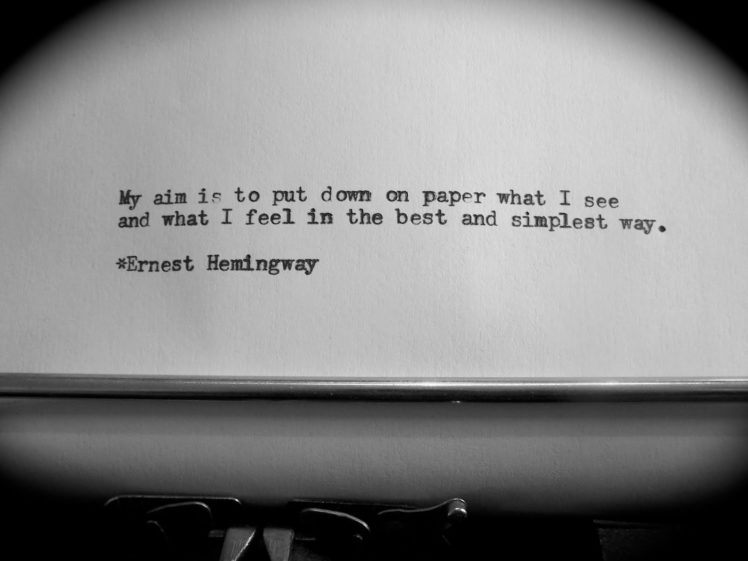 My aim is to put down on paper what I see
and what I feel in the best and simplest way.
*Ernest Hemingway